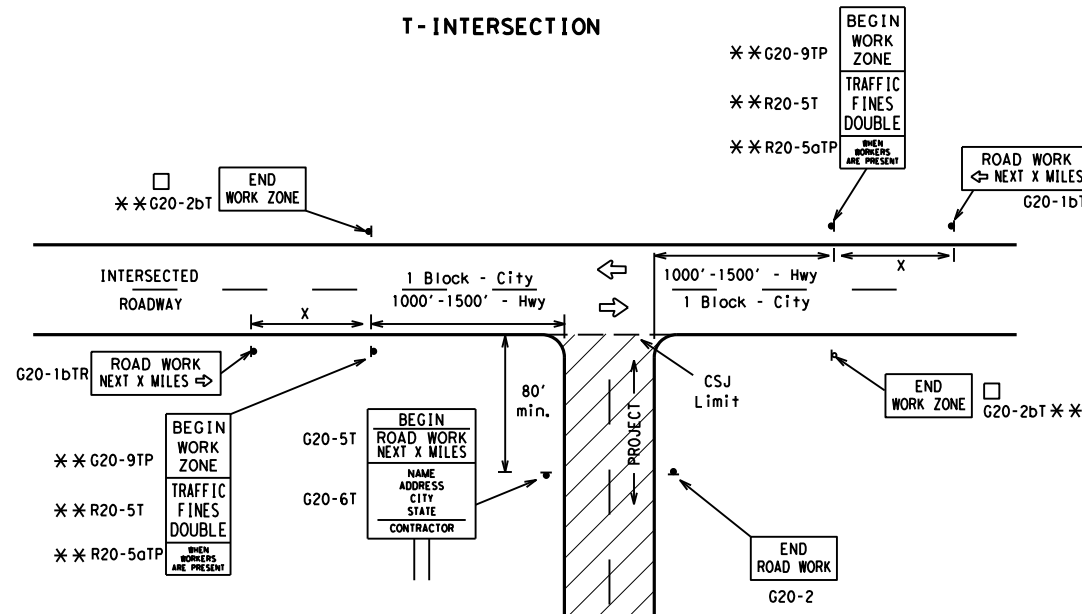 T-INTERSECTION
BEGIN
WORK
ZONE
TRAFFIC
FINES
DOUBLE
WHEN
WORKERS
ARE PRESENT
**G20-9TP
**R20-5T
**R20-5aTP
ROAD WORK
⇦ NEXT X MILES
G20-1bT
□
**G20-2bT
END
WORK ZONE
INTERSECTED
ROADWAY
X
1 Block - City
1000'-1500' - Hwy
⇦
⇨
1000'-1500' - Hwy
1 Block - City
X
G20-1bTR
ROAD WORK
NEXT X MILES ⇨
80'
min.
CSJ
Limit
PROJECT
END
WORK ZONE
□
G20-2bT**
**G20-9TP
**R20-5T
**R20-5aTP
BEGIN
WORK
ZONE
TRAFFIC
FINES
DOUBLE
WHEN
WORKERS
ARE PRESENT
G20-5T
G20-6T
BEGIN
ROAD WORK
NEXT X MILES
NAME
ADDRESS
CITY
STATE
CONTRACTOR
END
ROAD WORK
G20-2